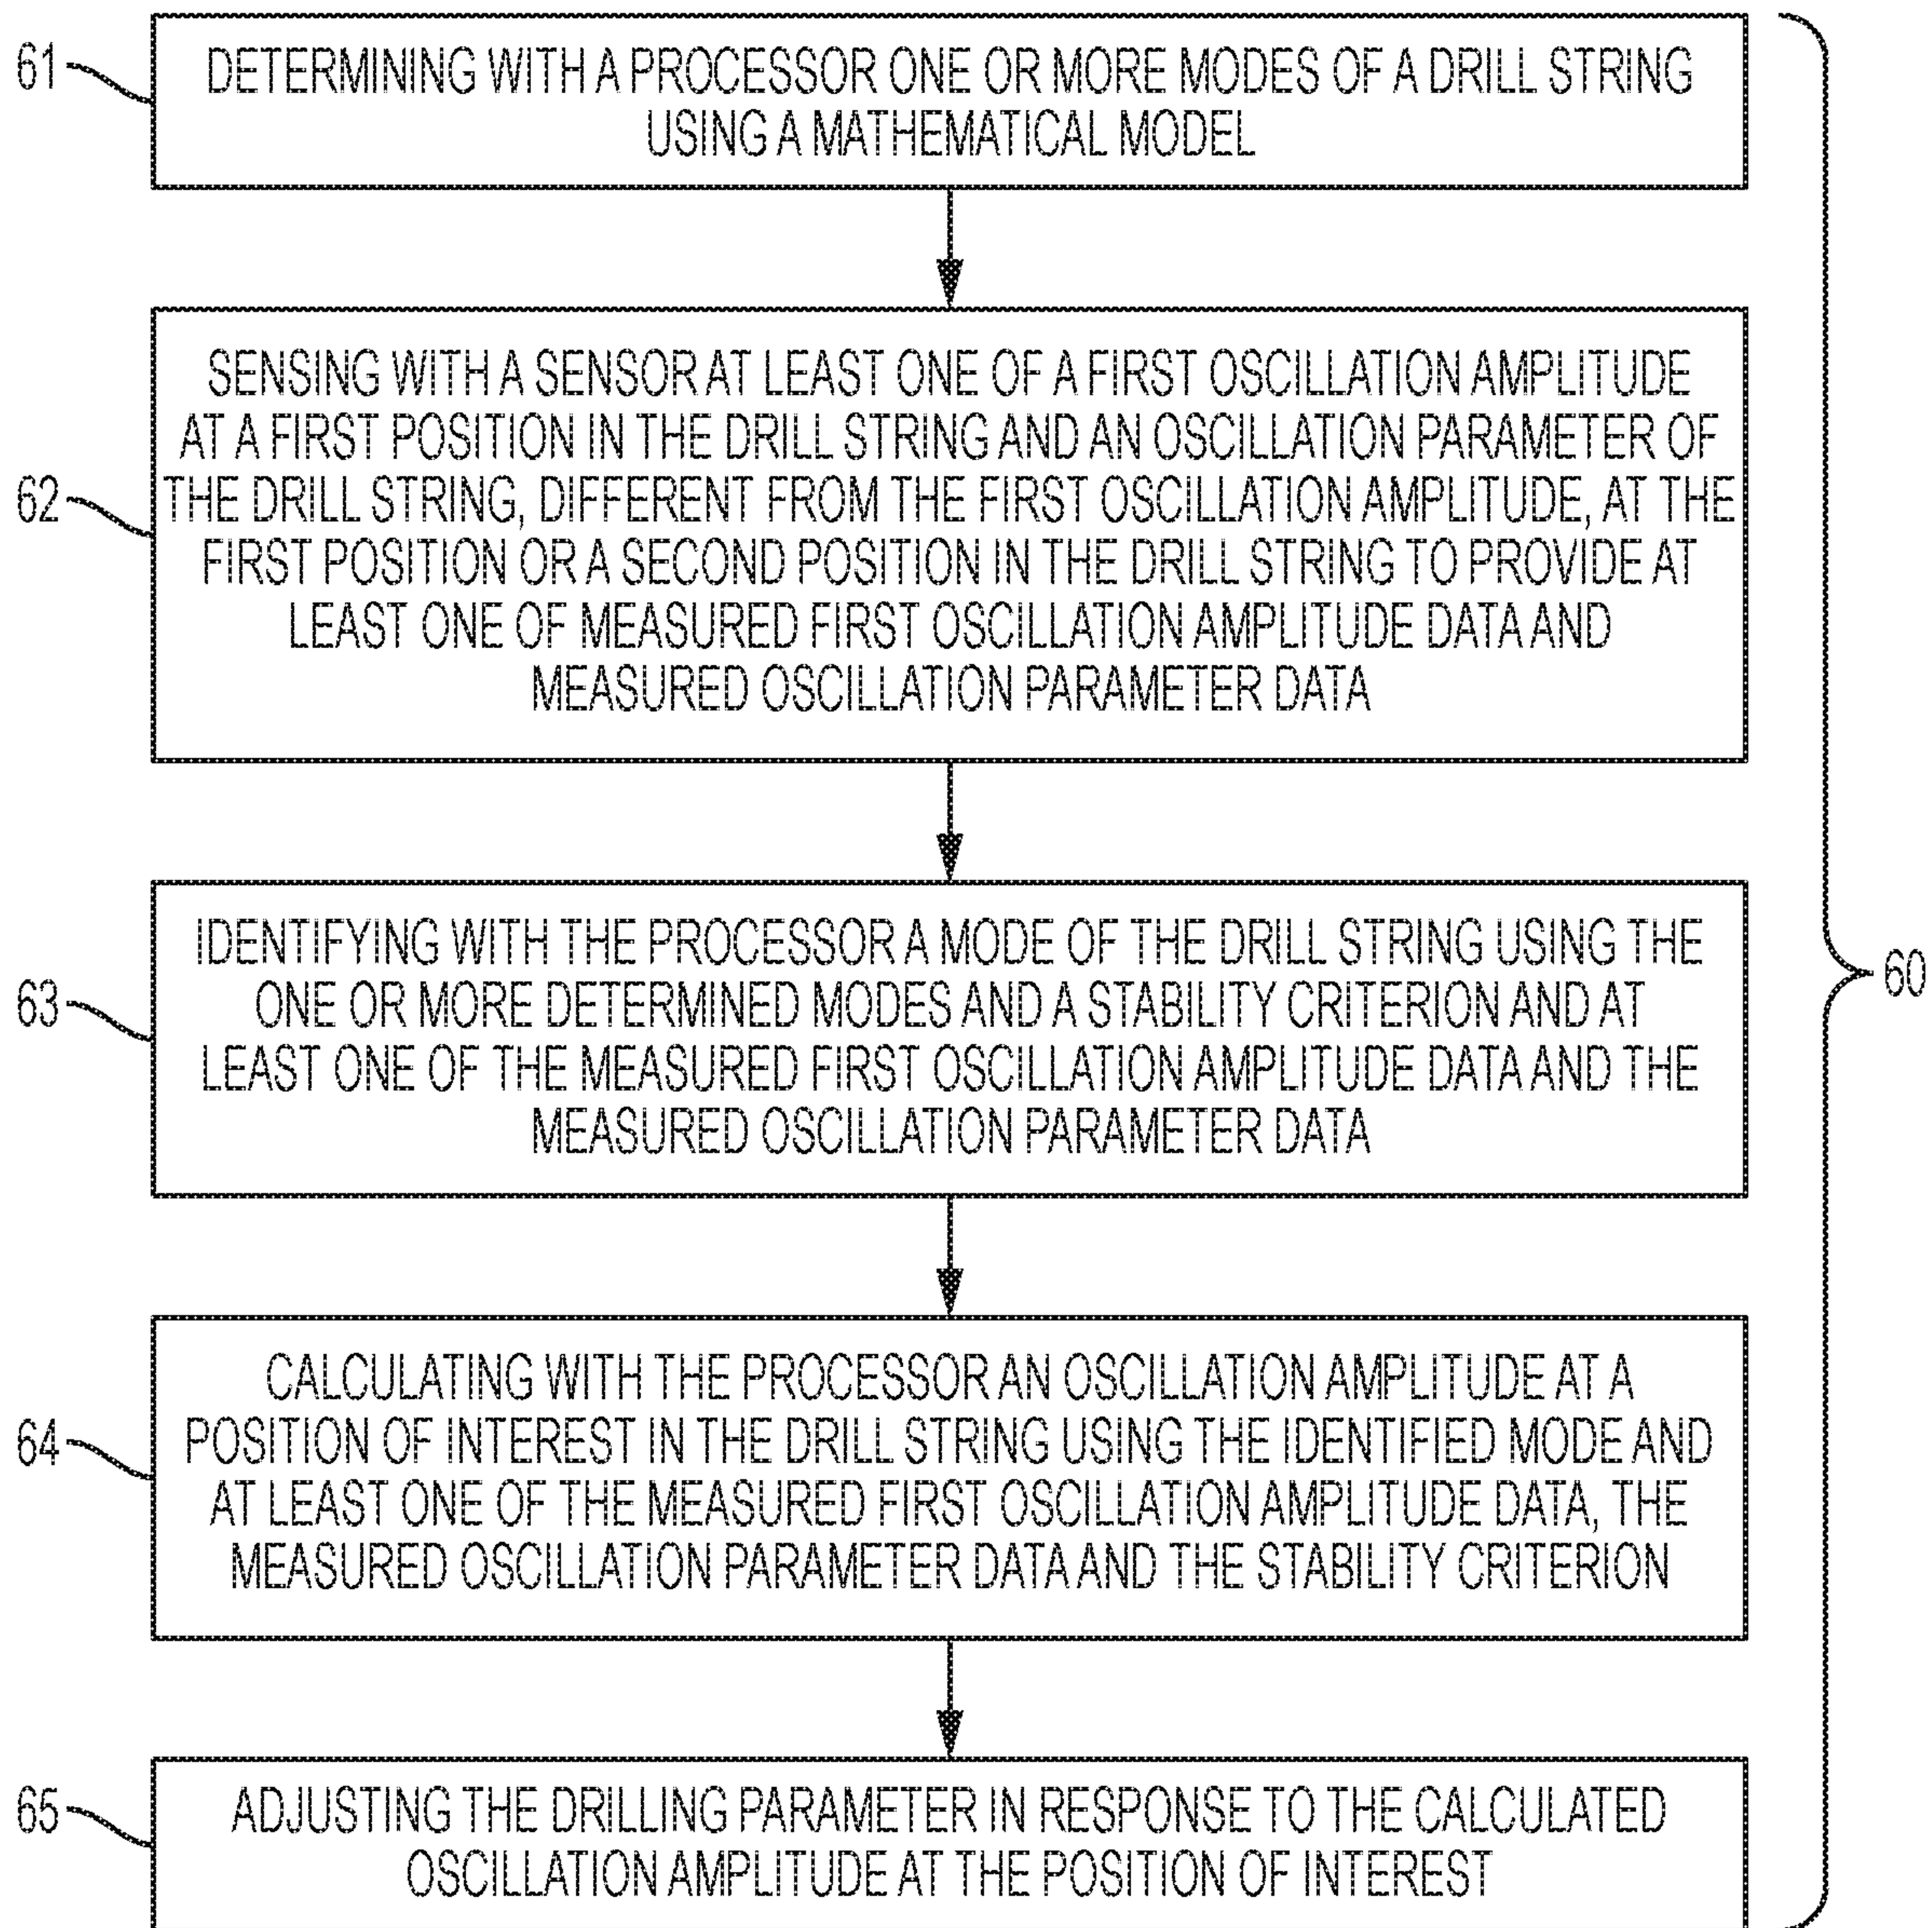 61
DETERMINING WITH A PROCESSOR ONE OR MORE MODES OF A DRILL STRING
USING A MATHEMATICAL MODEL
62
SENSING WITH A SENSOR AT LEAST ONE OF A FIRST OSCILLATION AMPLITUDE
AT A FIRST POSITION IN THE DRILL STRING AND AN OSCILLATION PARAMETER OF
THE DRILL STRING, DIFFERENT FROM THE FIRST OSCILLATION AMPLITUDE, AT THE
FIRST POSITION OR A SECOND POSITION IN THE DRILL STRING TO PROVIDE AT
LEAST ONE OF MEASURED FIRST OSCILLATION AMPLITUDE DATA AND
MEASURED OSCILLATION PARAMETER DATA
63
IDENTIFYING WITH THE PROCESSOR A MODE OF THE DRILL STRING USING THE
ONE OR MORE DETERMINED MODES AND A STABILITY CRITERION AND AT
LEAST ONE OF THE MEASURED FIRST OSCILLATION AMPLITUDE DATA AND THE
MEASURED OSCILLATION PARAMETER DATA
60
64
CALCULATING WITH THE PROCESSOR AN OSCILLATION AMPLITUDE AT A
POSITION OF INTEREST IN THE DRILL STRING USING THE IDENTIFIED MODE AND
AT LEAST ONE OF THE MEASURED FIRST OSCILLATION AMPLITUDE DATA, THE
MEASURED OSCILLATION PARAMETER DATA AND THE STABILITY CRITERION
65
ADJUSTING THE DRILLING PARAMETER IN RESPONSE TO THE CALCULATED
OSCILLATION AMPLITUDE AT THE POSITION OF INTEREST